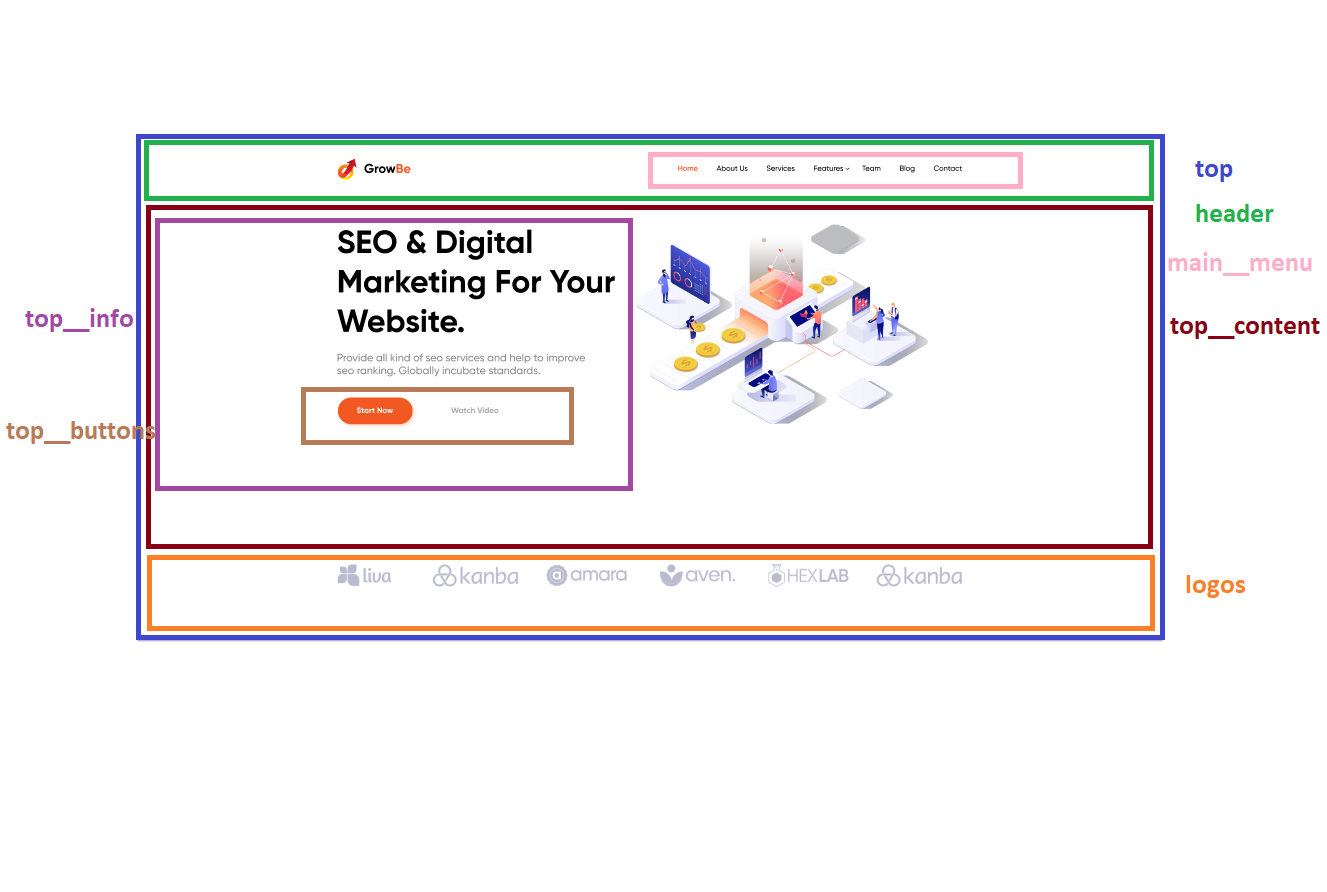 top
GrowBe
Home About Us Services Features Team Blog Contact
header
main__menu
SEO & Digital
Marketing For Your
Website.
top__info
top__content
Provide all kind of seo services and help to improve
seo ranking. Globally incubate standards.
Start Now Watch Video
top__buttons
liva kanba amara aven. HEXLAB kanba
logos